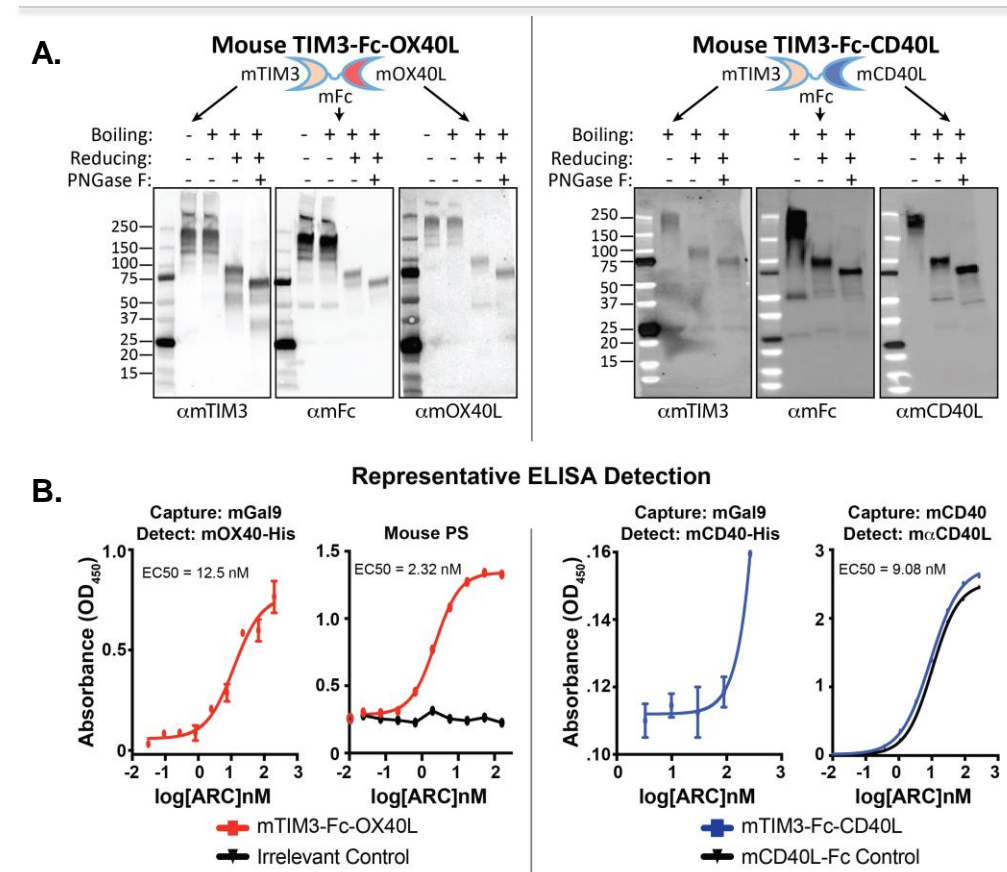 A.
Mouse TIM3-Fc-OX40L
mTIM3 mOX40L
mFc
Boiling: - + + + - + + + - + + +
Reducing: - - + + - - + + - - + +
PNGase F: - - - + - - - + - - - +
250
150
100
75
50
37
25
20
15
αmTIM3 αmFc αmOX40L
Mouse TIM3-Fc-CD40L
mTIM3 mCD40L
mFc
Boiling: + + + + + + + + +
Reducing: - + + - + + - + +
PNGase F: - - + - - + - - +
250
150
100
75
50
37
25
20
15
αmTIM3 αmFc αmCD40L
B.
Representative ELISA Detection
Capture: mGal9
Detect: mOX40-His
Absorbance (OD450)
1.0
0.5
0
EC50 = 12.5 nM
-2 -1 0 1 2 3
log[ARC]nM
Mouse PS
1.5
1.0
0.5
0
EC50 = 2.32 nM
-2 -1 0 1 2
log[ARC]nM
mTIM3-Fc-OX40L
Irrelevant Control
Capture: mGal9
Detect: mCD40-His
Absorbance (OD450)
.16
.14
.12
.10
0 1 2 3
log[ARC]nM
Capture: mCD40
Detect: mαCD40L
3
2
1
0
EC50 = 9.08 nM
-2 -1 0 1 2 3
log[ARC]nM
mTIM3-Fc-CD40L
mCD40L-Fc Control